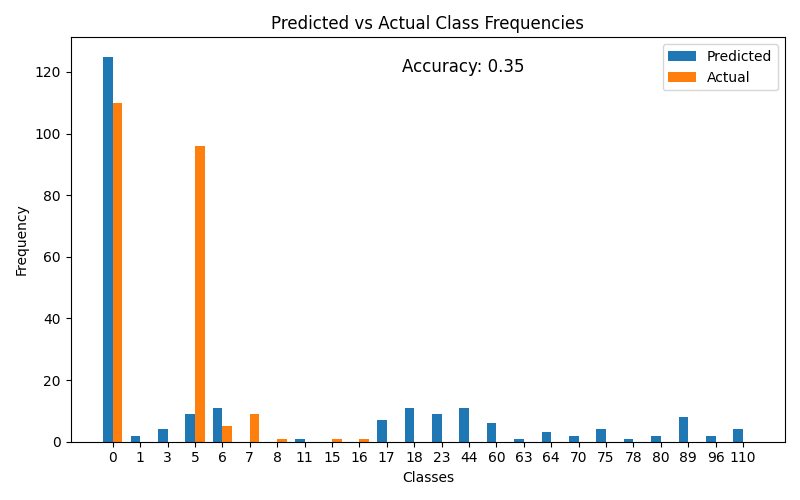 Predicted vs Actual Class Frequencies
Accuracy: 0.35
Predicted
Actual
Frequency
120
100
80
60
40
20
0
0 1 3 5 6 7 8 11 15 16 17 18 23 44 60 63 64 70 75 78 80 89 96 110
Classes